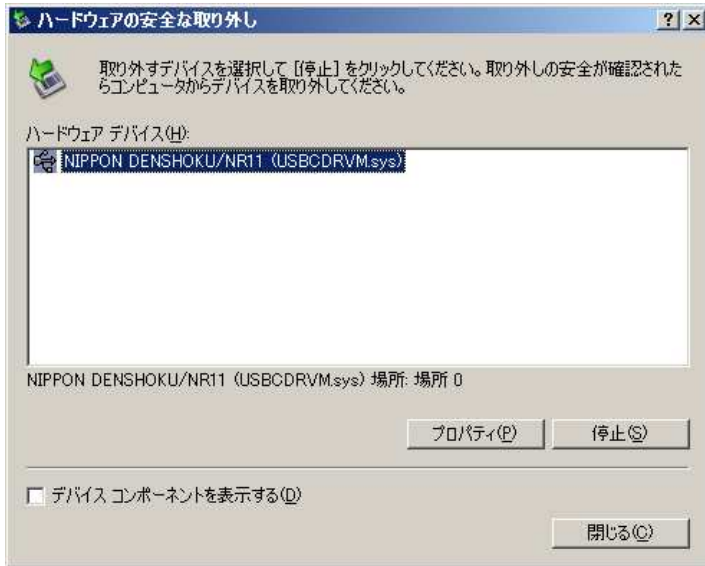 ハードウェアの安全な取り外し
取り外すデバイスを選択して [停止] をクリックしてください。取り外しの安全が確認された
らコンピュータからデバイスを取り外してください。
ハードウェア デバイス(H):
NIPPON DENSHOKU/NR11 (USBCDRVM.sys)
NIPPON DENSHOKU/NR11 (USBCDRVM.sys) 場所: 場所 0
プロパティ(P)
停止(S)
デバイス コンポーネントを表示する(D)
閉じる(C)